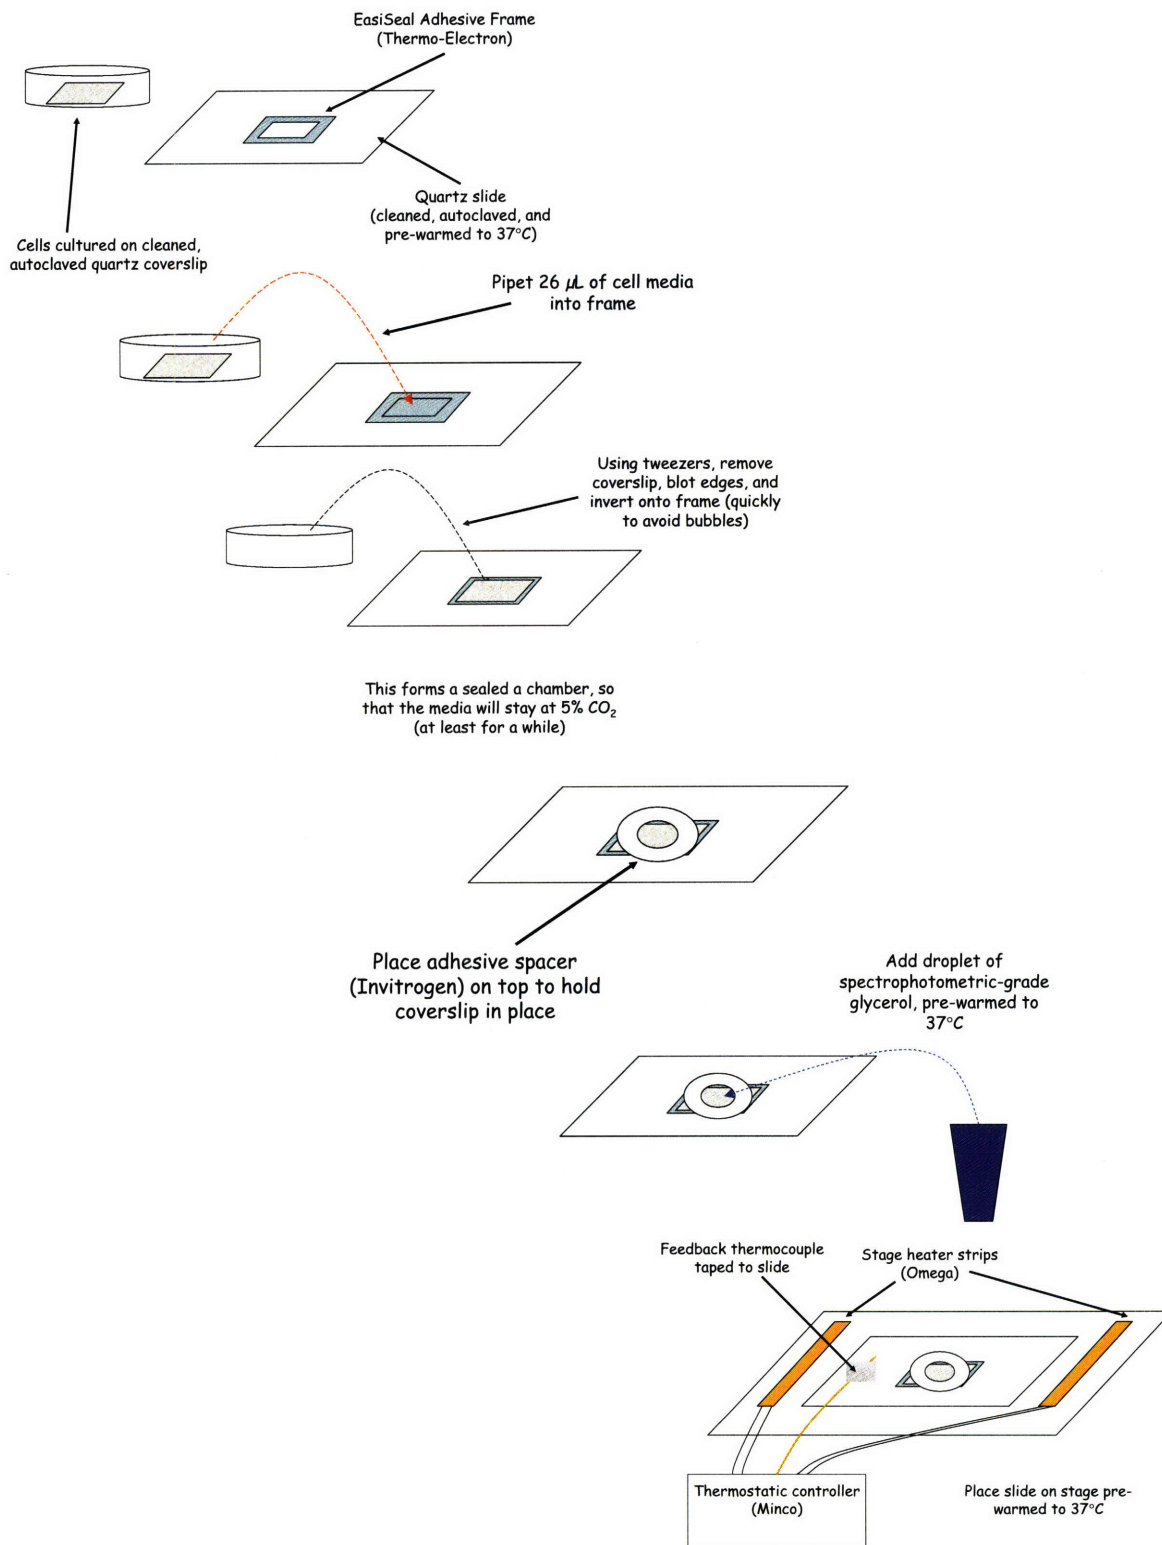 EasiSeal Adhesive Frame
(Thermo-Electron)
Quartz slide
(cleaned, autoclaved, and
pre-warmed to 37°C)
Cells cultured on cleaned,
autoclaved quartz coverslip
Pipet 26 µL of cell media
into frame
Using tweezers, remove
coverslip, blot edges, and
invert onto frame (quickly
to avoid bubbles)
This forms a sealed a chamber, so
that the media will stay at 5% CO₂
(at least for a while)
Place adhesive spacer
(Invitrogen) on top to hold
coverslip in place
Add droplet of
spectrophotometric-grade
glycerol, pre-warmed to
37°C
Feedback thermocouple
taped to slide
Stage heater strips
(Omega)
Thermostatic controller
(Minco)
Place slide on stage pre-
warmed to 37°C